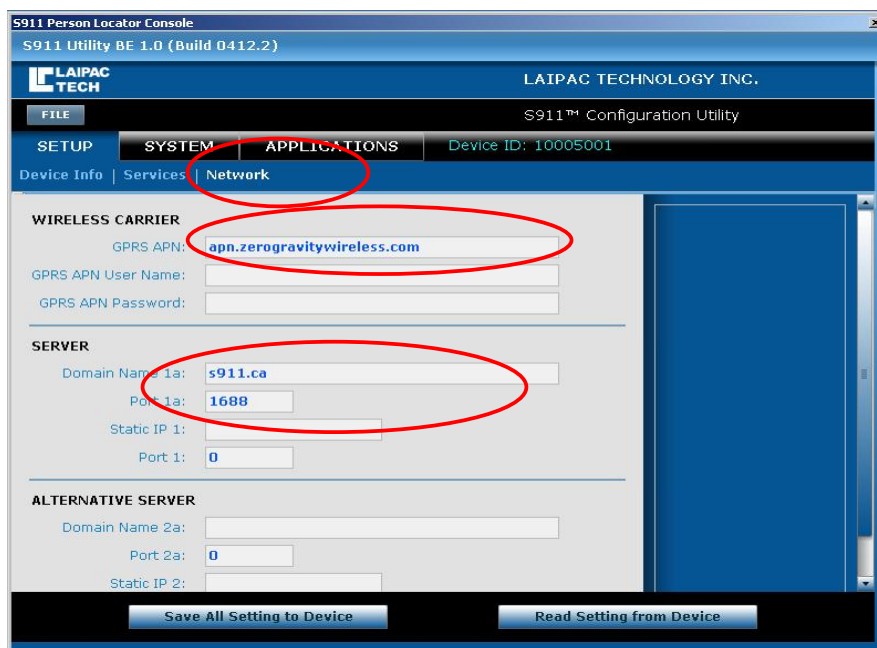 S911 Person Locator Console
S911 Utility BE 1.0 (Build 0412.2)
LAIPAC TECH
LAIPAC TECHNOLOGY INC.
FILE
S911™ Configuration Utility
SETUP SYSTEM APPLICATIONS Device ID: 10005001
Device Info | Services | Network
WIRELESS CARRIER
GPRS APN: apn.zerogravitywireless.com
GPRS APN User Name:
GPRS APN Password:
SERVER
Domain Name 1a: s911.ca
Port 1a: 1688
Static IP 1:
Port 1: 0
ALTERNATIVE SERVER
Domain Name 2a:
Port 2a: 0
Static IP 2:
Save All Setting to Device Read Setting from Device